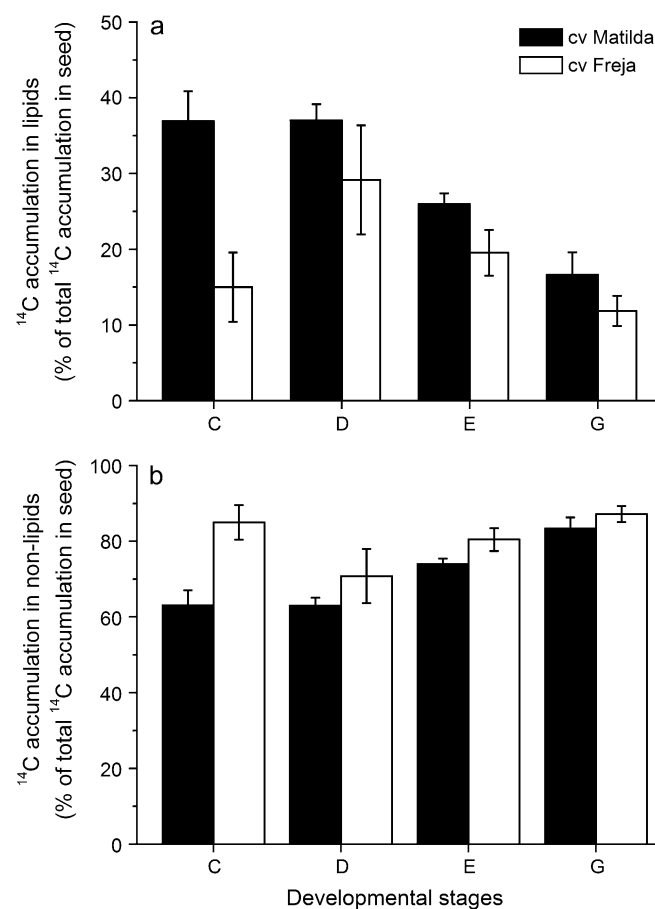 a
cv Matilda
cv Freja
¹⁴C accumulation in lipids
(% of total ¹⁴C accumulation in seed)
50
40
30
20
10
0
C D E G
b
¹⁴C accumulation in non-lipids
(% of total ¹⁴C accumulation in seed)
100
80
60
40
20
0
C D E G
Developmental stages